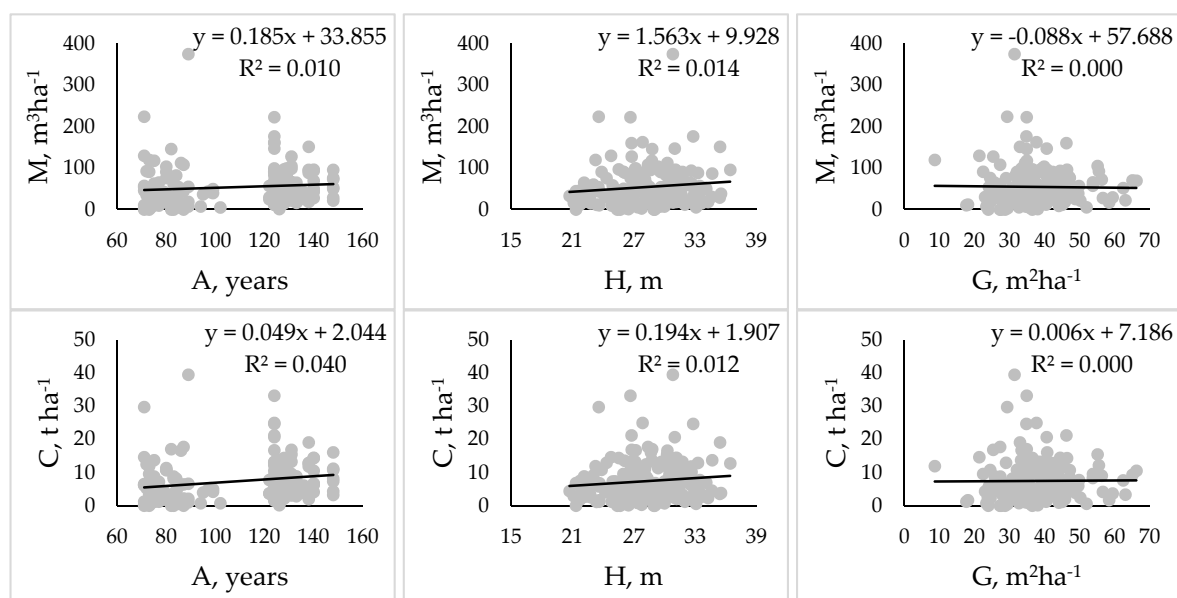 y = 0.185x + 33.855
R² = 0.010
400
300
200
100
0
M, m³ha⁻¹
60 80 100 120 140 160
A, years
y = 1.563x + 9.928
R² = 0.014
400
300
200
100
0
M, m³ha⁻¹
15 21 27 33 39
H, m
y = -0.088x + 57.688
R² = 0.000
400
300
200
100
0
M, m³ha⁻¹
0 10 20 30 40 50 60 70
G, m²ha⁻¹
y = 0.049x + 2.044
R² = 0.040
50
40
30
20
10
0
C, t ha⁻¹
60 80 100 120 140 160
A, years
y = 0.194x + 1.907
R² = 0.012
50
40
30
20
10
0
C, t ha⁻¹
15 21 27 33 39
H, m
y = 0.006x + 7.186
R² = 0.000
50
40
30
20
10
0
C, t ha⁻¹
0 10 20 30 40 50 60 70
G, m²ha⁻¹